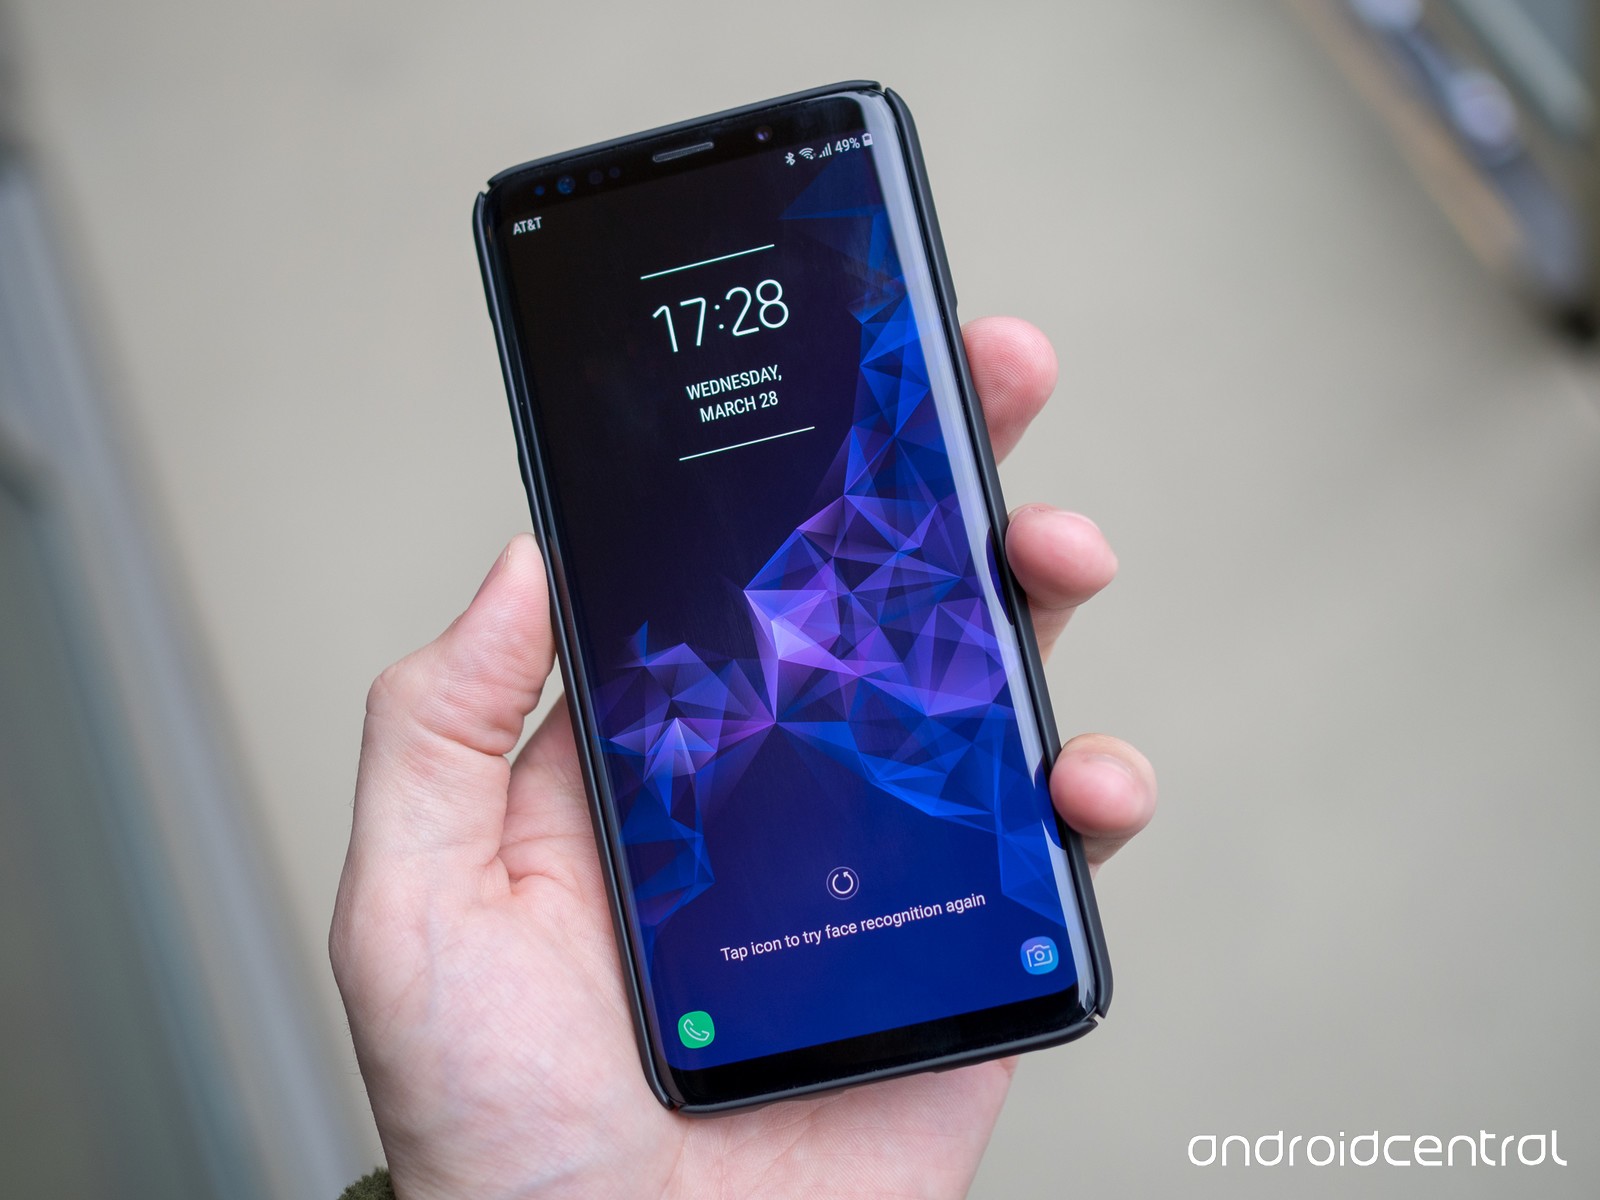 49%
AT&T
17:28
WEDNESDAY,
MARCH 28
Tap icon to try face recognition again
androidcentral